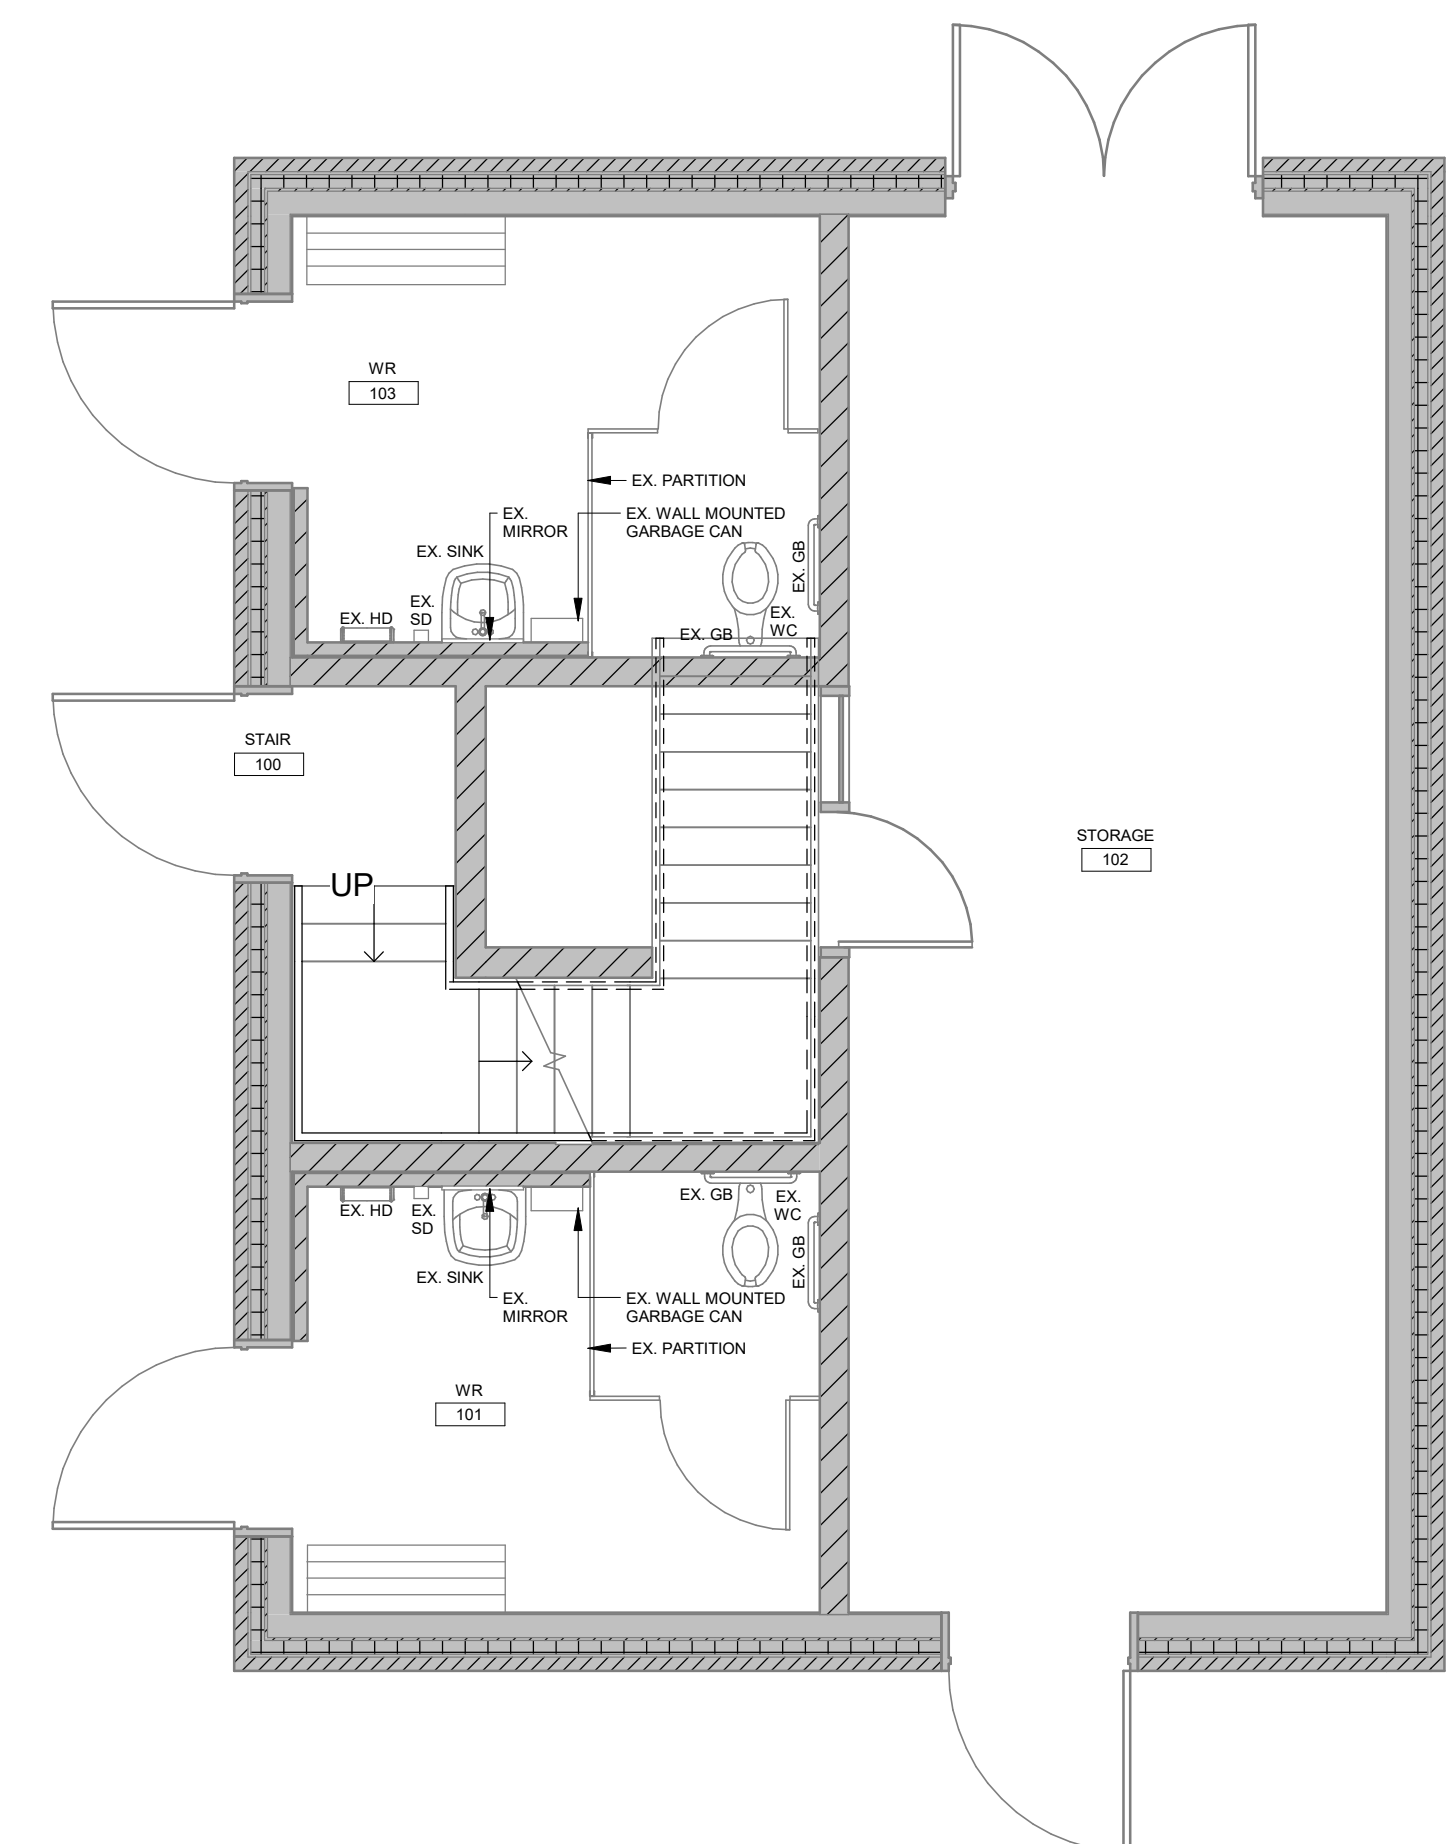 WR
103
EX. PARTITION
EX.
MIRROR
EX. WALL MOUNTED
GARBAGE CAN
EX. SINK
EX. GB
EX. HD
EX.
SD
EX. GB
EX.
WC
STAIR
100
UP
STORAGE
102
EX. HD
EX.
SD
EX. GB
EX.
WC
EX. GB
EX. SINK
EX.
MIRROR
EX. WALL MOUNTED
GARBAGE CAN
EX. PARTITION
WR
101